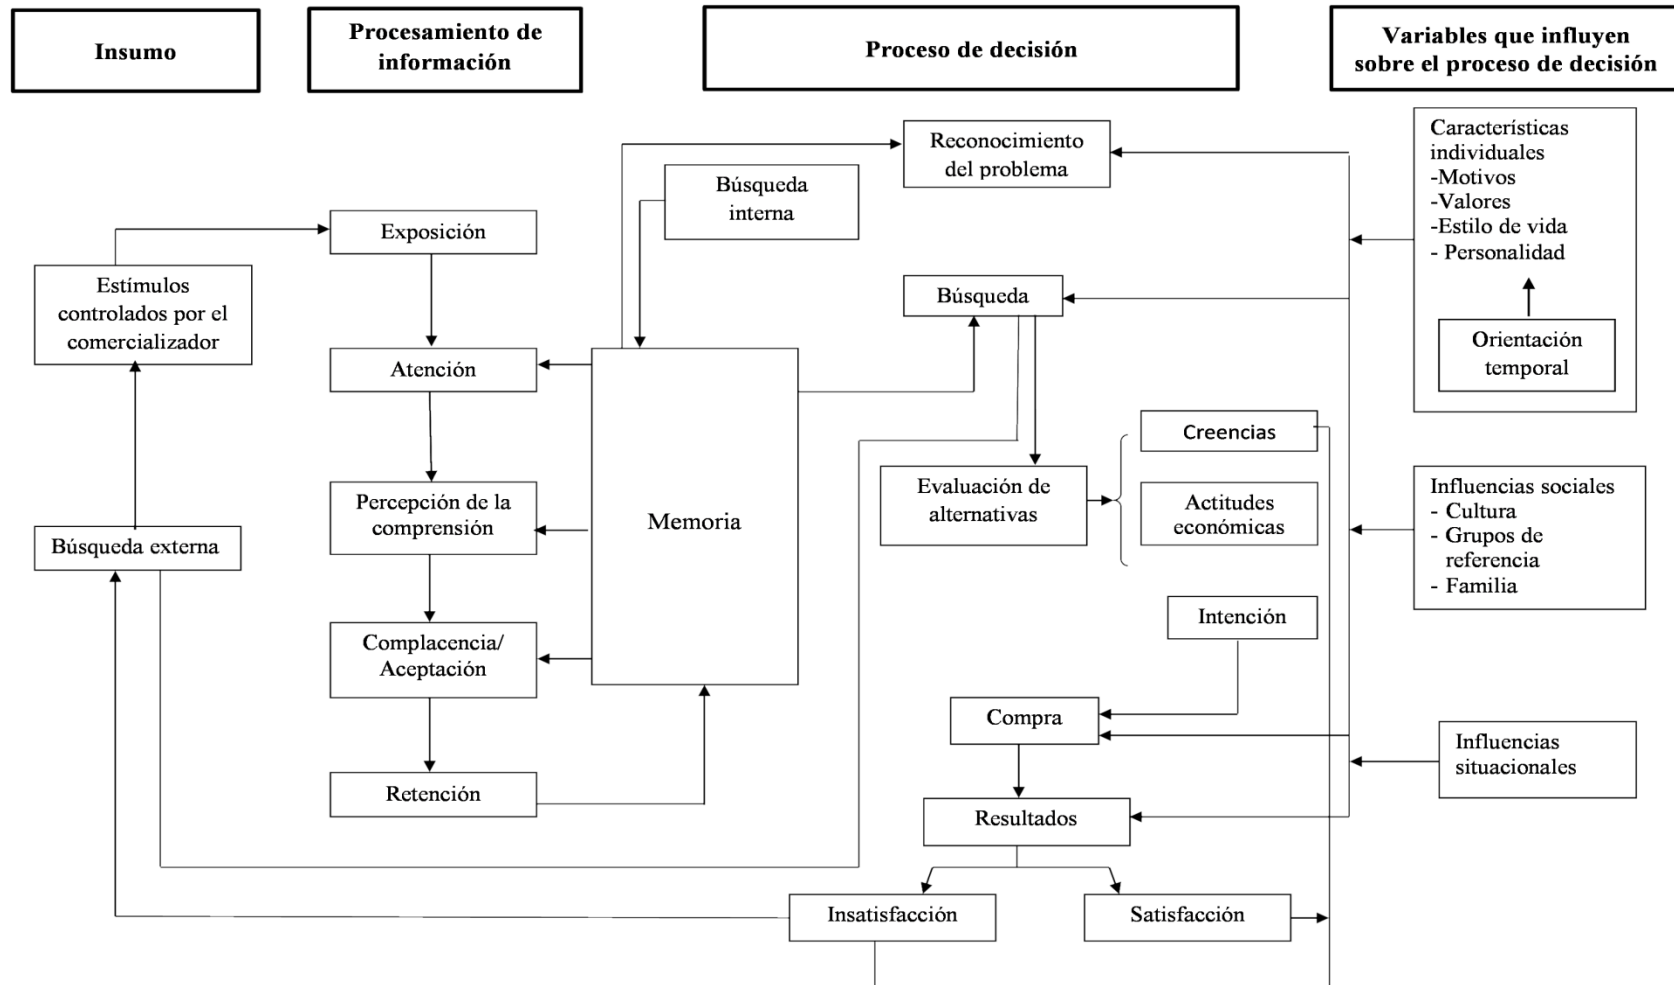 Insumo
Procesamiento de
información
Proceso de decisión
Variables que influyen
sobre el proceso de decisión
Estímulos
controlados por el
comercializador
Búsqueda externa
Exposición
Atención
Percepción de la
comprensión
Complacencia/
Aceptación
Retención
Búsqueda
interna
Memoria
Reconocimiento
del problema
Búsqueda
Evaluación de
alternativas
Creencias
Actitudes
económicas
Intención
Compra
Resultados
Insatisfacción
Satisfacción
Características
individuales
-Motivos
-Valores
-Estilo de vida
- Personalidad
Orientación
temporal
Influencias sociales
- Cultura
- Grupos de
referencia
- Familia
Influencias
situacionales